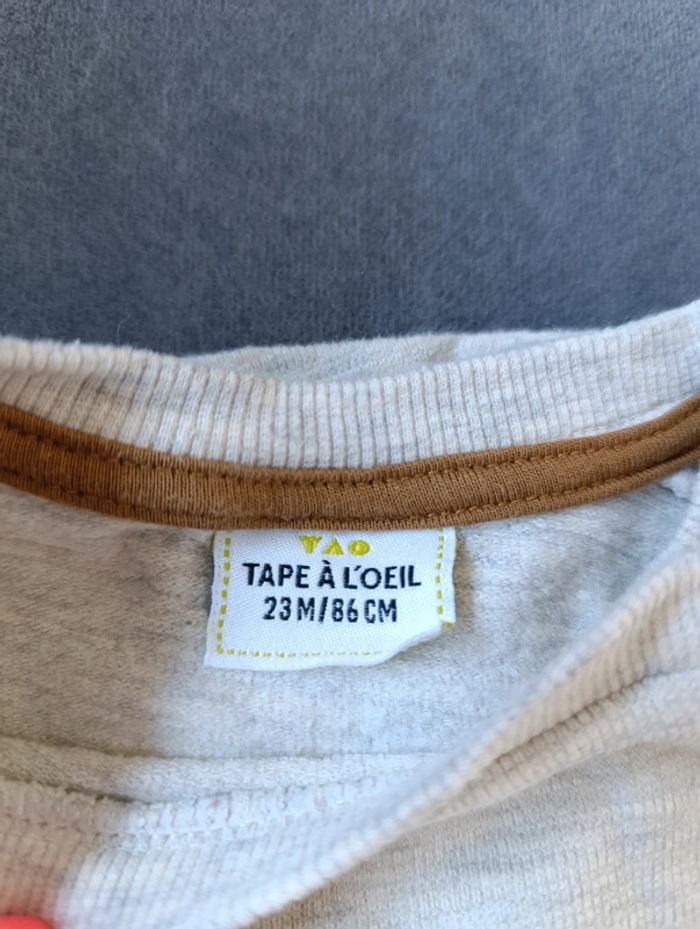 TAO
TAPE À L'OEIL
23M/86CM